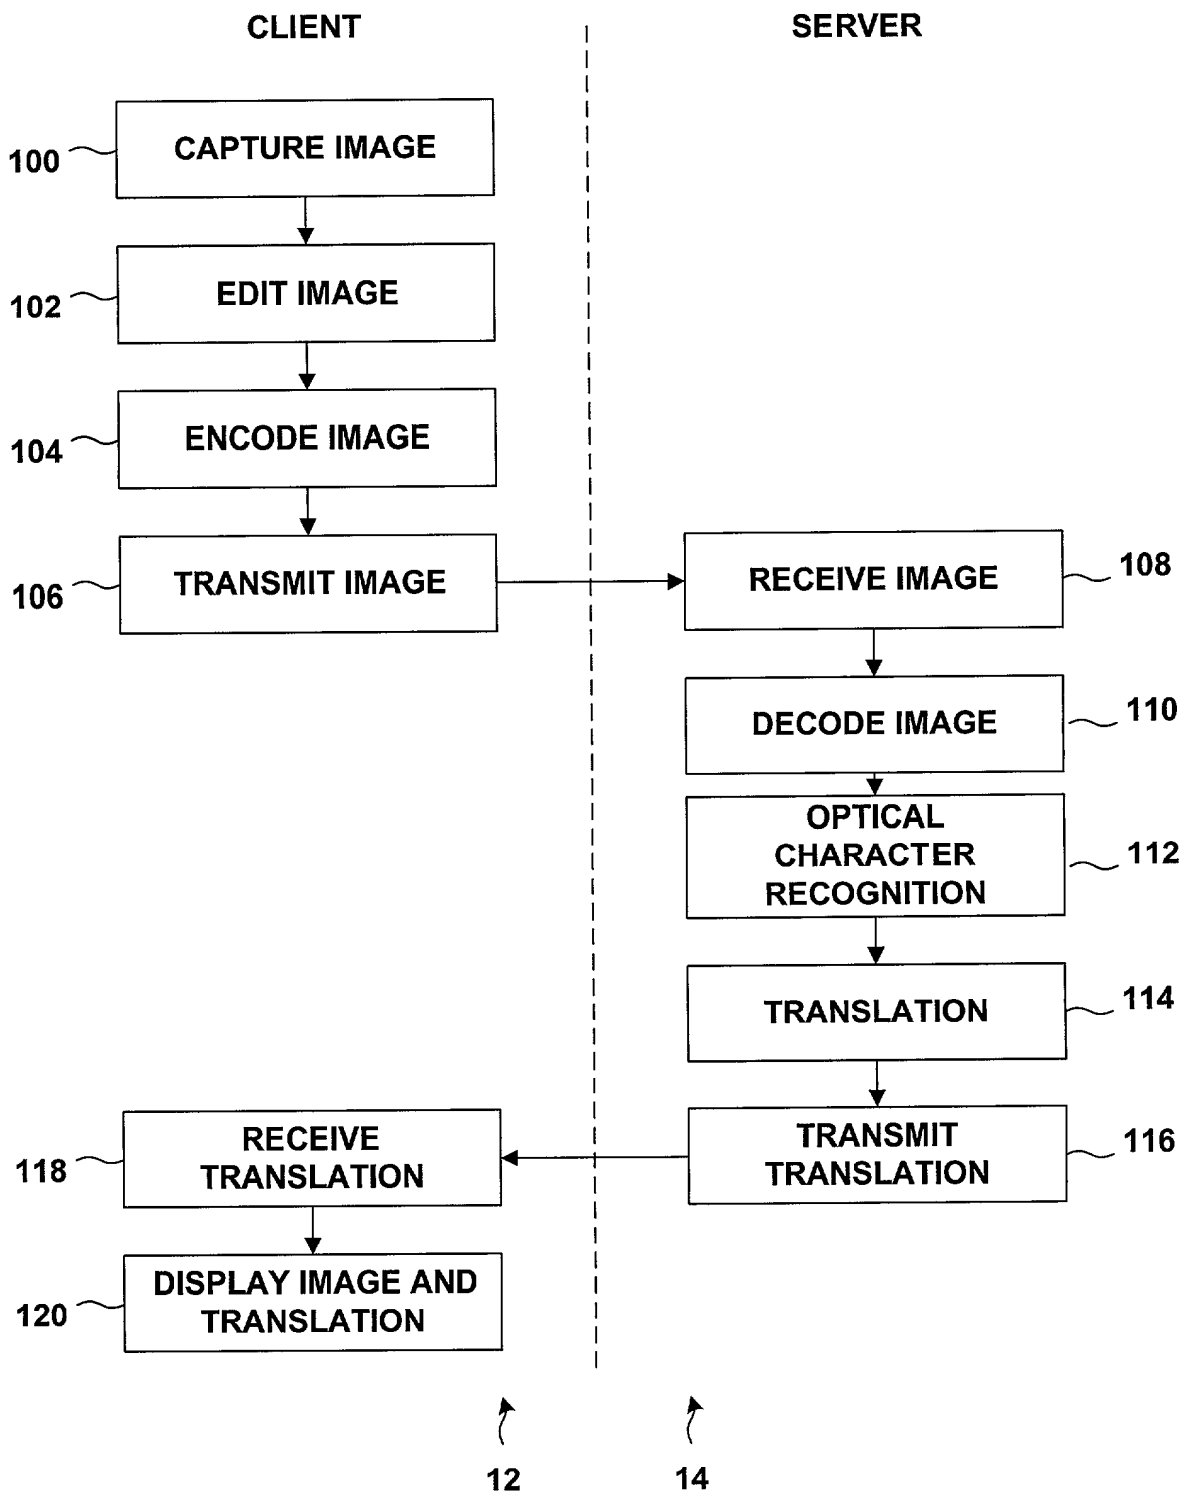 CLIENT
SERVER
CAPTURE IMAGE
100
EDIT IMAGE
102
ENCODE IMAGE
104
TRANSMIT IMAGE
106
RECEIVE IMAGE
108
DECODE IMAGE
110
OPTICAL
CHARACTER
RECOGNITION
112
TRANSLATION
114
TRANSMIT
TRANSLATION
116
RECEIVE
TRANSLATION
118
DISPLAY IMAGE AND
TRANSLATION
120
12
14